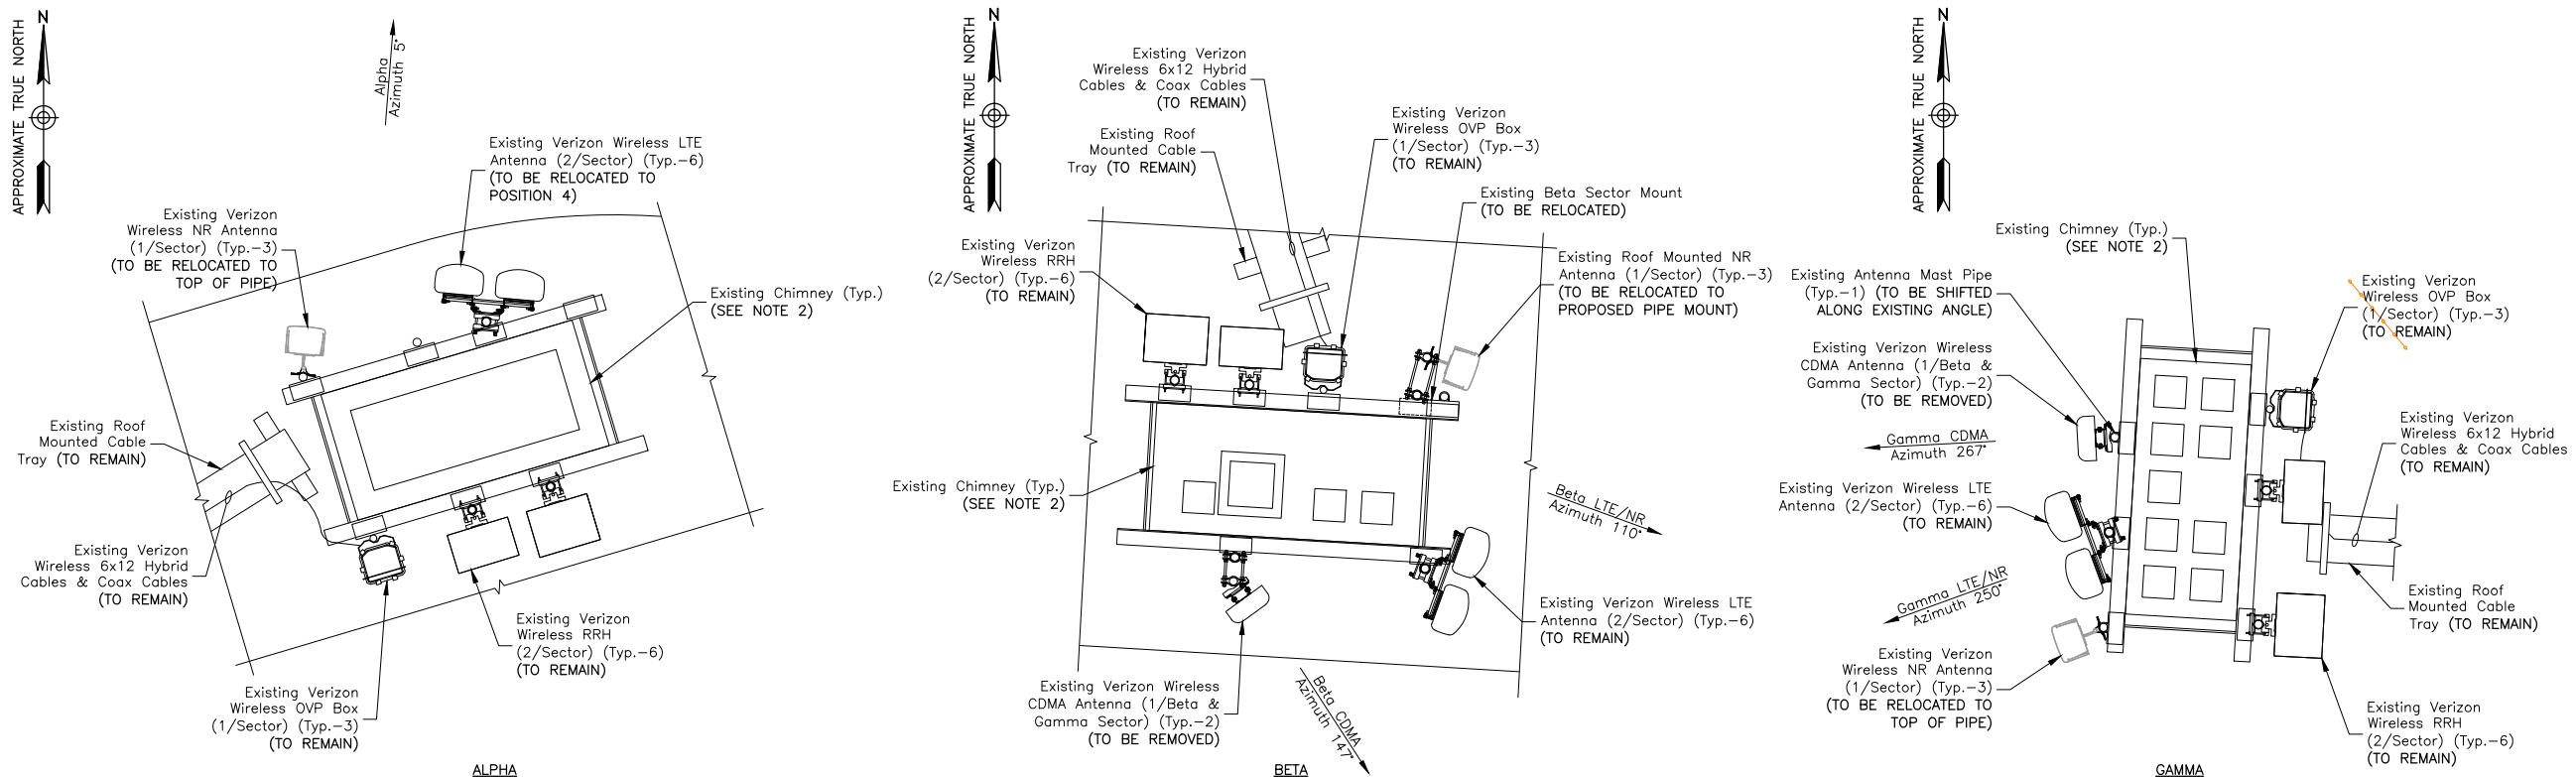 N
APPROXIMATE TRUE NORTH
Alpha
Azimuth 5°
Existing Verizon Wireless LTE
Antenna (2/Sector) (Typ.-6)
(TO BE RELOCATED TO
POSITION 4)
Existing Verizon
Wireless NR Antenna
(1/Sector) (Typ.-3)
(TO BE RELOCATED TO
TOP OF PIPE)
Existing Chimney (Typ.)
(SEE NOTE 2)
Existing Roof
Mounted Cable
Tray (TO REMAIN)
Existing Verizon
Wireless 6x12 Hybrid
Cables & Coax Cables
(TO REMAIN)
Existing Verizon
Wireless RRH
(2/Sector) (Typ.-6)
(TO REMAIN)
Existing Verizon
Wireless OVP Box
(1/Sector) (Typ.-3)
(TO REMAIN)
ALPHA
N
APPROXIMATE TRUE NORTH
Existing Verizon
Wireless 6x12 Hybrid
Cables & Coax Cables
(TO REMAIN)
Existing Roof
Mounted Cable
Tray (TO REMAIN)
Existing Verizon
Wireless OVP Box
(1/Sector) (Typ.-3)
(TO REMAIN)
Existing Beta Sector Mount
(TO BE RELOCATED)
Existing Verizon
Wireless RRH
(2/Sector) (Typ.-6)
(TO REMAIN)
Existing Roof Mounted NR
Antenna (1/Sector) (Typ.-3)
(TO BE RELOCATED TO
PROPOSED PIPE MOUNT)
Existing Chimney (Typ.)
(SEE NOTE 2)
Beta LTE/NR
Azimuth 110°
Existing Verizon Wireless LTE
Antenna (2/Sector) (Typ.-6)
(TO REMAIN)
Existing Verizon Wireless
CDMA Antenna (1/Beta &
Gamma Sector) (Typ.-2)
(TO BE REMOVED)
Beta CDMA
Azimuth 147°
BETA
N
APPROXIMATE TRUE NORTH
Existing Chimney (Typ.)
(SEE NOTE 2)
Existing Antenna Mast Pipe
(Typ.-1) (TO BE SHIFTED
ALONG EXISTING ANGLE)
Existing Verizon
Wireless OVP Box
(1/Sector) (Typ.-3)
(TO REMAIN)
Existing Verizon Wireless
CDMA Antenna (1/Beta &
Gamma Sector) (Typ.-2)
(TO BE REMOVED)
Gamma CDMA
Azimuth 267°
Existing Verizon
Wireless 6x12 Hybrid
Cables & Coax Cables
(TO REMAIN)
Existing Verizon Wireless LTE
Antenna (2/Sector) (Typ.-6)
(TO REMAIN)
Gamma LTE/NR
Azimuth 250°
Existing Roof
Mounted Cable
Tray (TO REMAIN)
Existing Verizon
Wireless NR Antenna
(1/Sector) (Typ.-3)
(TO BE RELOCATED TO
TOP OF PIPE)
Existing Verizon
Wireless RRH
(2/Sector) (Typ.-6)
(TO REMAIN)
GAMMA